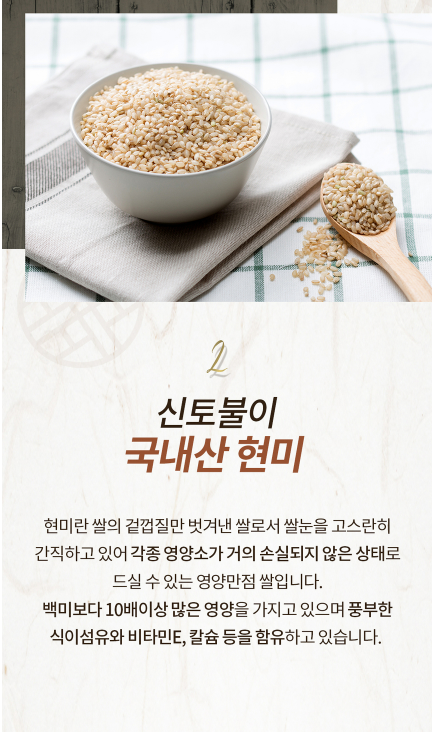 2
신토불이
국내산 현미
현미란 쌀의 겉껍질만 벗겨낸 쌀로서 쌀눈을 고스란히
간직하고 있어 각종 영양소가 거의 손실되지 않은 상태로
드실 수 있는 영양만점 쌀입니다.
백미보다 10배이상 많은 영양을 가지고 있으며 풍부한
식이섬유와 비타민E, 칼슘 등을 함유하고 있습니다.